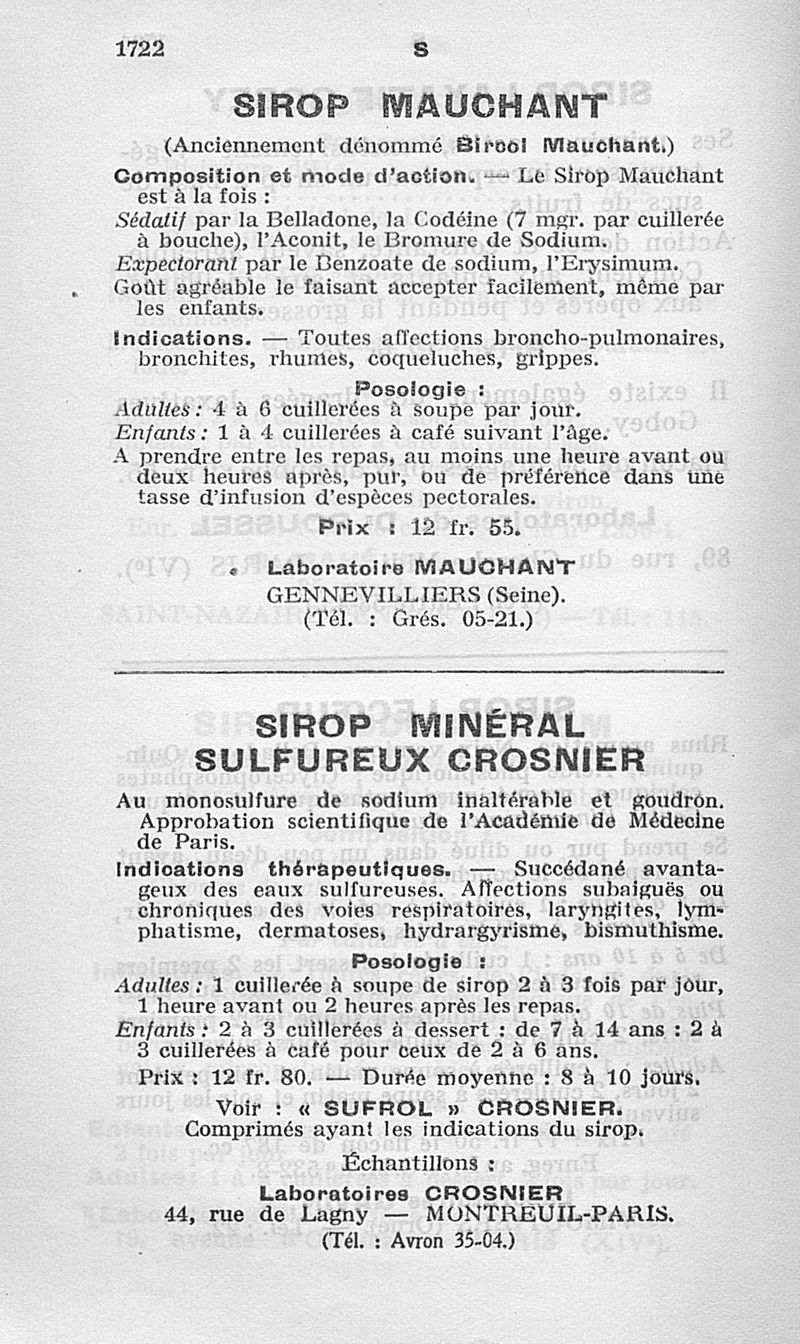 1722
S
SIROP MAUCHANT
(Anciennement dénommé Sirool Mauchant.)
Composition et mode d'action. — Le Sirop Mauchant
est à la fois :
Sédatif par la Belladone, la Codéine (7 mgr. par cuillerée
à bouche), l'Aconit, le Bromure de Sodium.
Expectorant par le Benzoate de sodium, l'Erysimum.
Goût agréable le faisant accepter facilement, même par
les enfants.
Indications. — Toutes affections broncho-pulmonaires,
bronchites, rhumes, coqueluches, grippes.
Posologie :
Adultes : 4 à 6 cuillerées à soupe par jour.
Enfants : 1 à 4 cuillerées à café suivant l'âge.
A prendre entre les repas, au moins une heure avant ou
deux heures après, pur, ou de préférence dans une
tasse d'infusion d'espèces pectorales.
Prix : 12 fr. 55.
Laboratoire MAUCHANT
GENNEVILLIERS (Seine).
(Tél. : Grés. 05-21.)
SIROP MINÉRAL
SULFUREUX CROSNIER
Au monosulfure de sodium inaltérable et goudron.
Approbation scientifique de l'Académie de Médecine
de Paris.
Indications thérapeutiques. — Succédané avanta-
geux des eaux sulfureuses. Affections subaiguës ou
chroniques des voies respiratoires, laryngites, lym-
phatisme, dermatoses, hydrargyrisme, bismuthisme.
Posologie :
Adultes : 1 cuillerée à soupe de sirop 2 à 3 fois par jour,
1 heure avant ou 2 heures après les repas.
Enfants : 2 à 3 cuillerées à dessert : de 7 à 14 ans : 2 à
3 cuillerées à café pour ceux de 2 à 6 ans.
Prix : 12 fr. 80. — Durée moyenne : 8 à 10 jours.
Voir : « SUFROL » CROSNIER.
Comprimés ayant les indications du sirop.
Échantillons :
Laboratoires CROSNIER
44, rue de Lagny — MONTREUIL-PARIS.
(Tél. : Avron 35-04.)